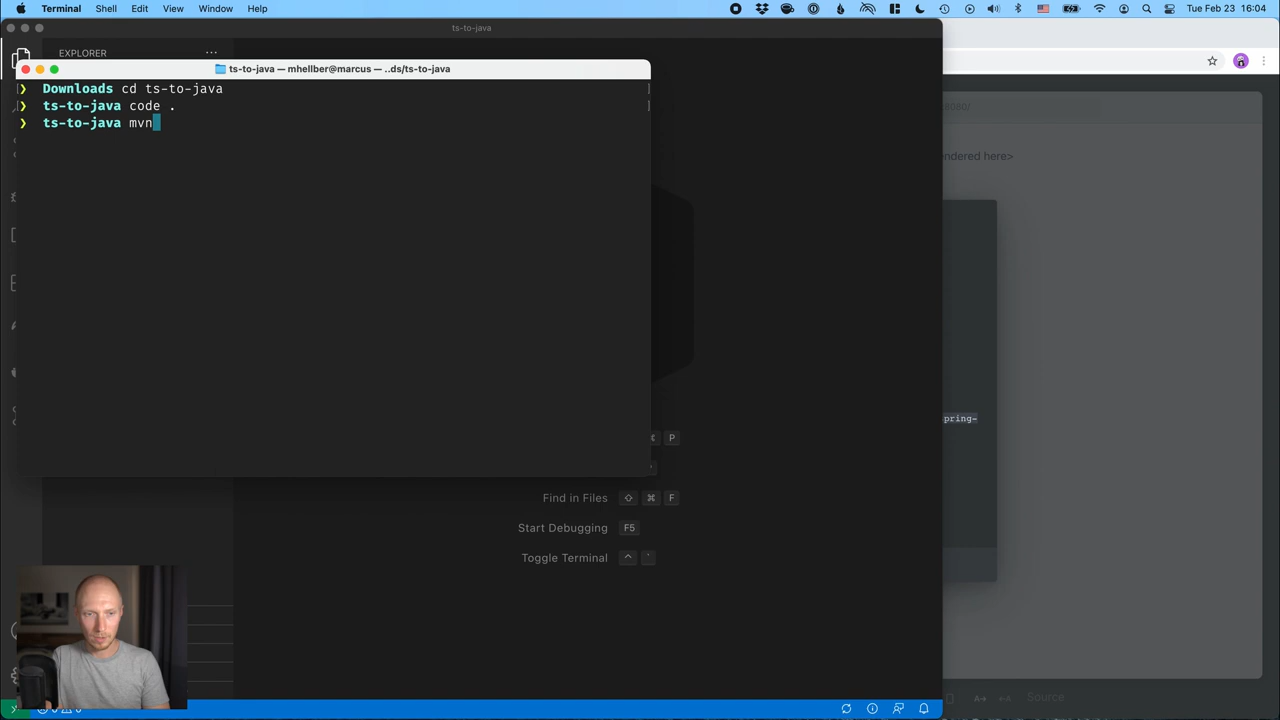 Terminal Shell Edit View Window Help Tue Feb 23 16:04
ts-to-java
EXPLORER ...
ts-to-java — mhellber@marcus — ..ds/ts-to-java
❯ Downloads cd ts-to-java
❯ ts-to-java code .
❯ ts-to-java mvn
8080/
ndered here>
pring-
P
Find in Files ⇧ ⌘ F
Start Debugging F5
Toggle Terminal ^ `
Source